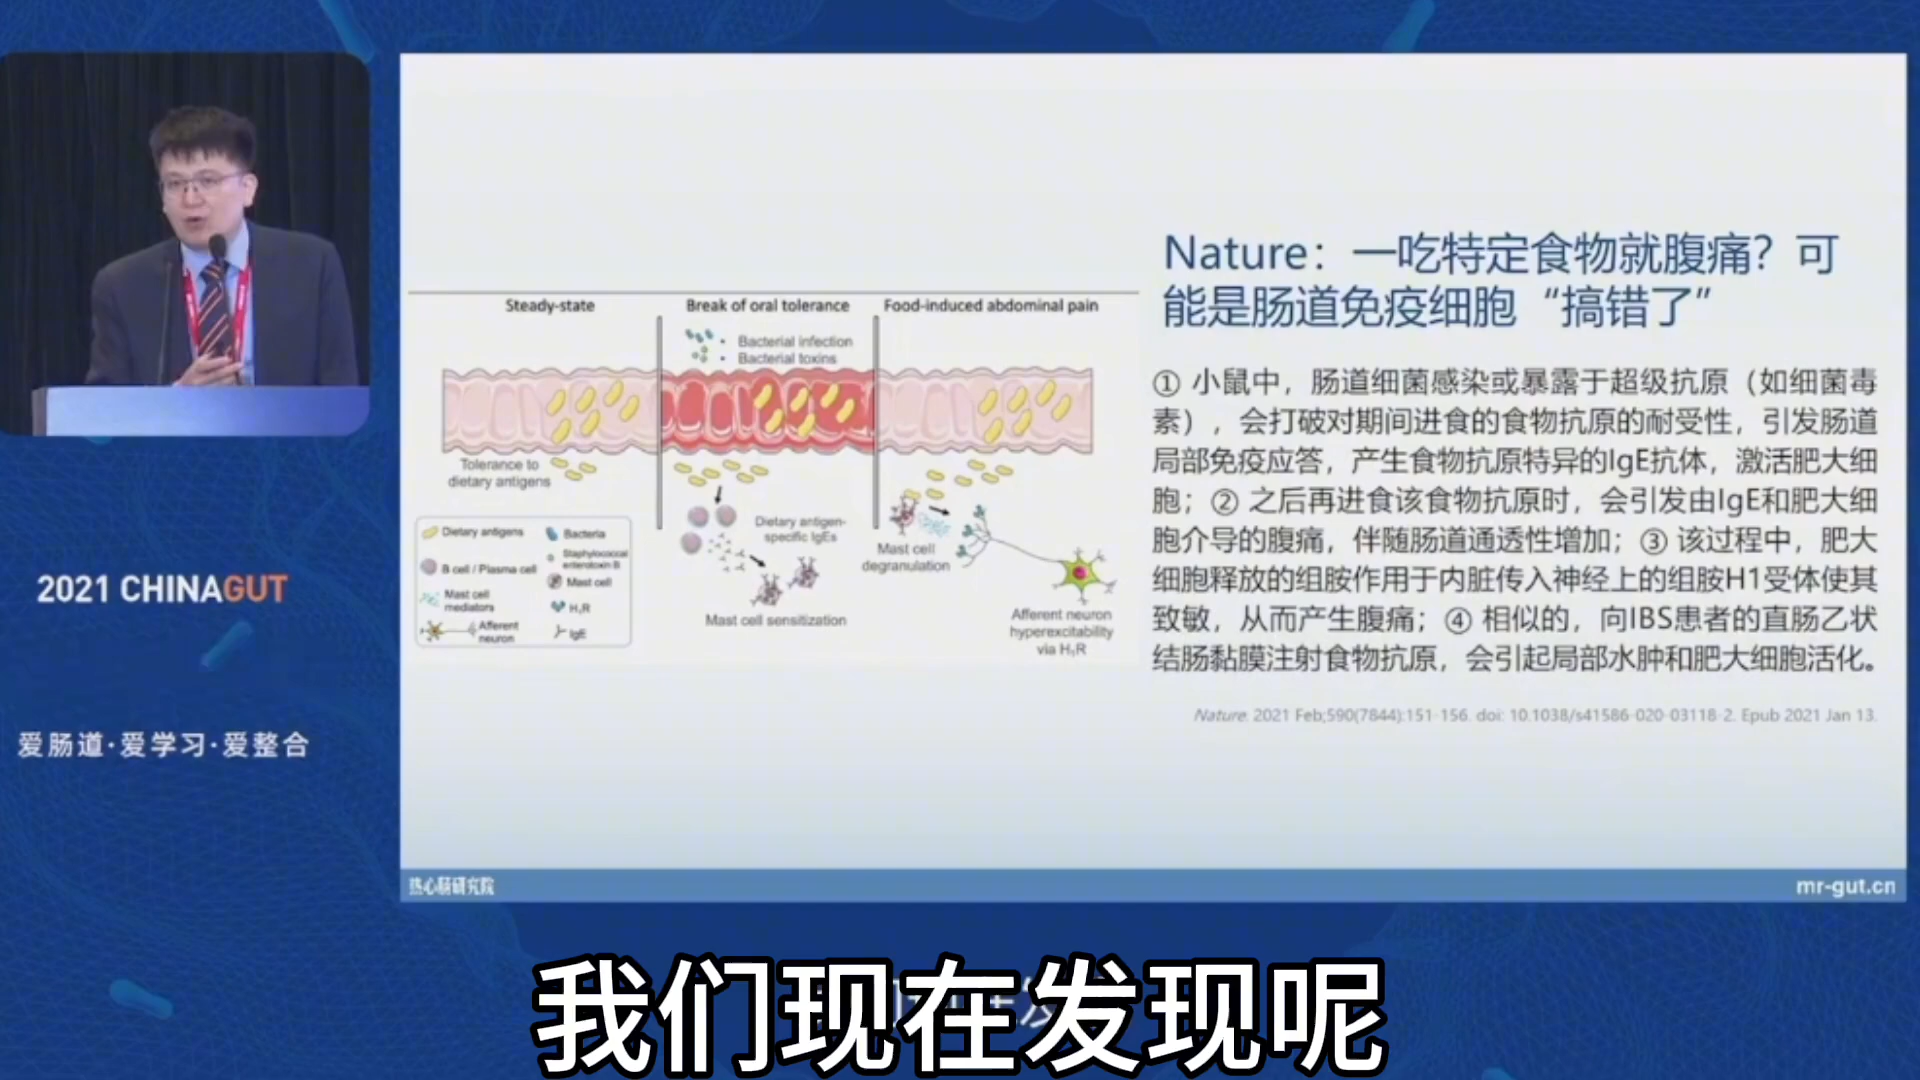 2021 CHINAGUT
爱肠道·爱学习·爱整合
Steady-state
Break of oral tolerance
Food-induced abdominal pain
Bacterial infection
Bacterial toxins
Tolerance to
dietary antigens
Dietary antigens
Bacteria
B cell / Plasma cell
Staphylococcal
enterotoxin B
Mast cell
mediators
Mast cell
H₁R
Afferent
neuron
IgE
Dietary antigen-
specific IgEs
Mast cell sensitization
Mast cell
degranulation
Afferent neuron
hyperexcitability
via H₁R
Nature：一吃特定食物就腹痛？可
能是肠道免疫细胞“搞错了”
① 小鼠中，肠道细菌感染或暴露于超级抗原（如细菌毒
素），会打破对期间进食的食物抗原的耐受性，引发肠道
局部免疫应答，产生食物抗原特异的IgE抗体，激活肥大细
胞；② 之后再进食该食物抗原时，会引发由IgE和肥大细
胞介导的腹痛，伴随肠道通透性增加；③ 该过程中，肥大
细胞释放的组胺作用于内脏传入神经上的组胺H1受体使其
致敏，从而产生腹痛；④ 相似的，向IBS患者的直肠乙状
结肠黏膜注射食物抗原，会引起局部水肿和肥大细胞活化。
Nature. 2021 Feb;590(7844):151-156. doi: 10.1038/s41586-020-03118-2. Epub 2021 Jan 13.
热心肠研究院
mr-gut.cn
我们现在发现呢